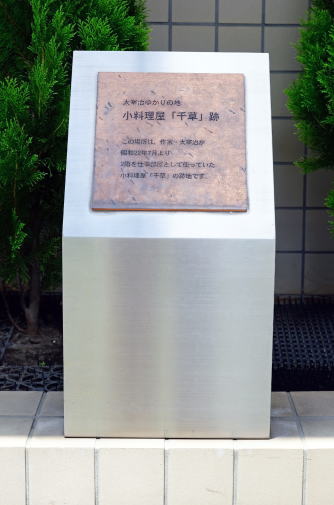 太宰治ゆかりの地
小料理屋「千草」跡
この場所は、作家・太宰治が
昭和22年7月より
2階を仕事部屋として使っていた
小料理屋「千草」の跡地です。